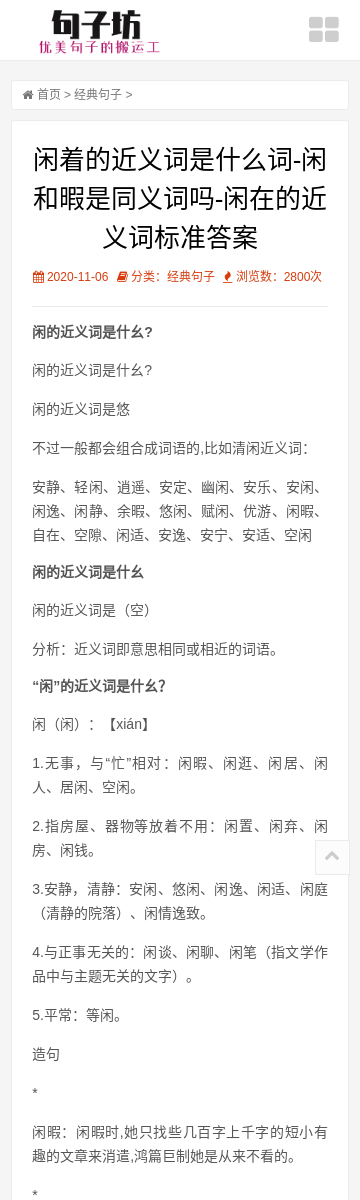 句子坊
优美句子的搬运工
首页 > 经典句子 >
闲着的近义词是什么词-闲
和暇是同义词吗-闲在的近
义词标准答案
2020-11-06 分类：经典句子 浏览数：2800次
闲的近义词是什幺?
闲的近义词是什幺?
闲的近义词是悠
不过一般都会组合成词语的,比如清闲近义词：
安静、轻闲、逍遥、安定、幽闲、安乐、安闲、
闲逸、闲静、余暇、悠闲、赋闲、优游、闲暇、
自在、空隙、闲适、安逸、安宁、安适、空闲
闲的近义词是什幺
闲的近义词是（空）
分析：近义词即意思相同或相近的词语。
“闲”的近义词是什幺?
闲（闲）：【xián】
1.无事，与“忙”相对：闲暇、闲逛、闲居、闲
人、居闲、空闲。
2.指房屋、器物等放着不用：闲置、闲弃、闲
房、闲钱。
3.安静，清静：安闲、悠闲、闲逸、闲适、闲庭
（清静的院落）、闲情逸致。
4.与正事无关的：闲谈、闲聊、闲笔（指文学作
品中与主题无关的文字）。
5.平常：等闲。
造句
*
闲暇：闲暇时,她只找些几百字上千字的短小有
趣的文章来消遣,鸿篇巨制她是从来不看的。
*